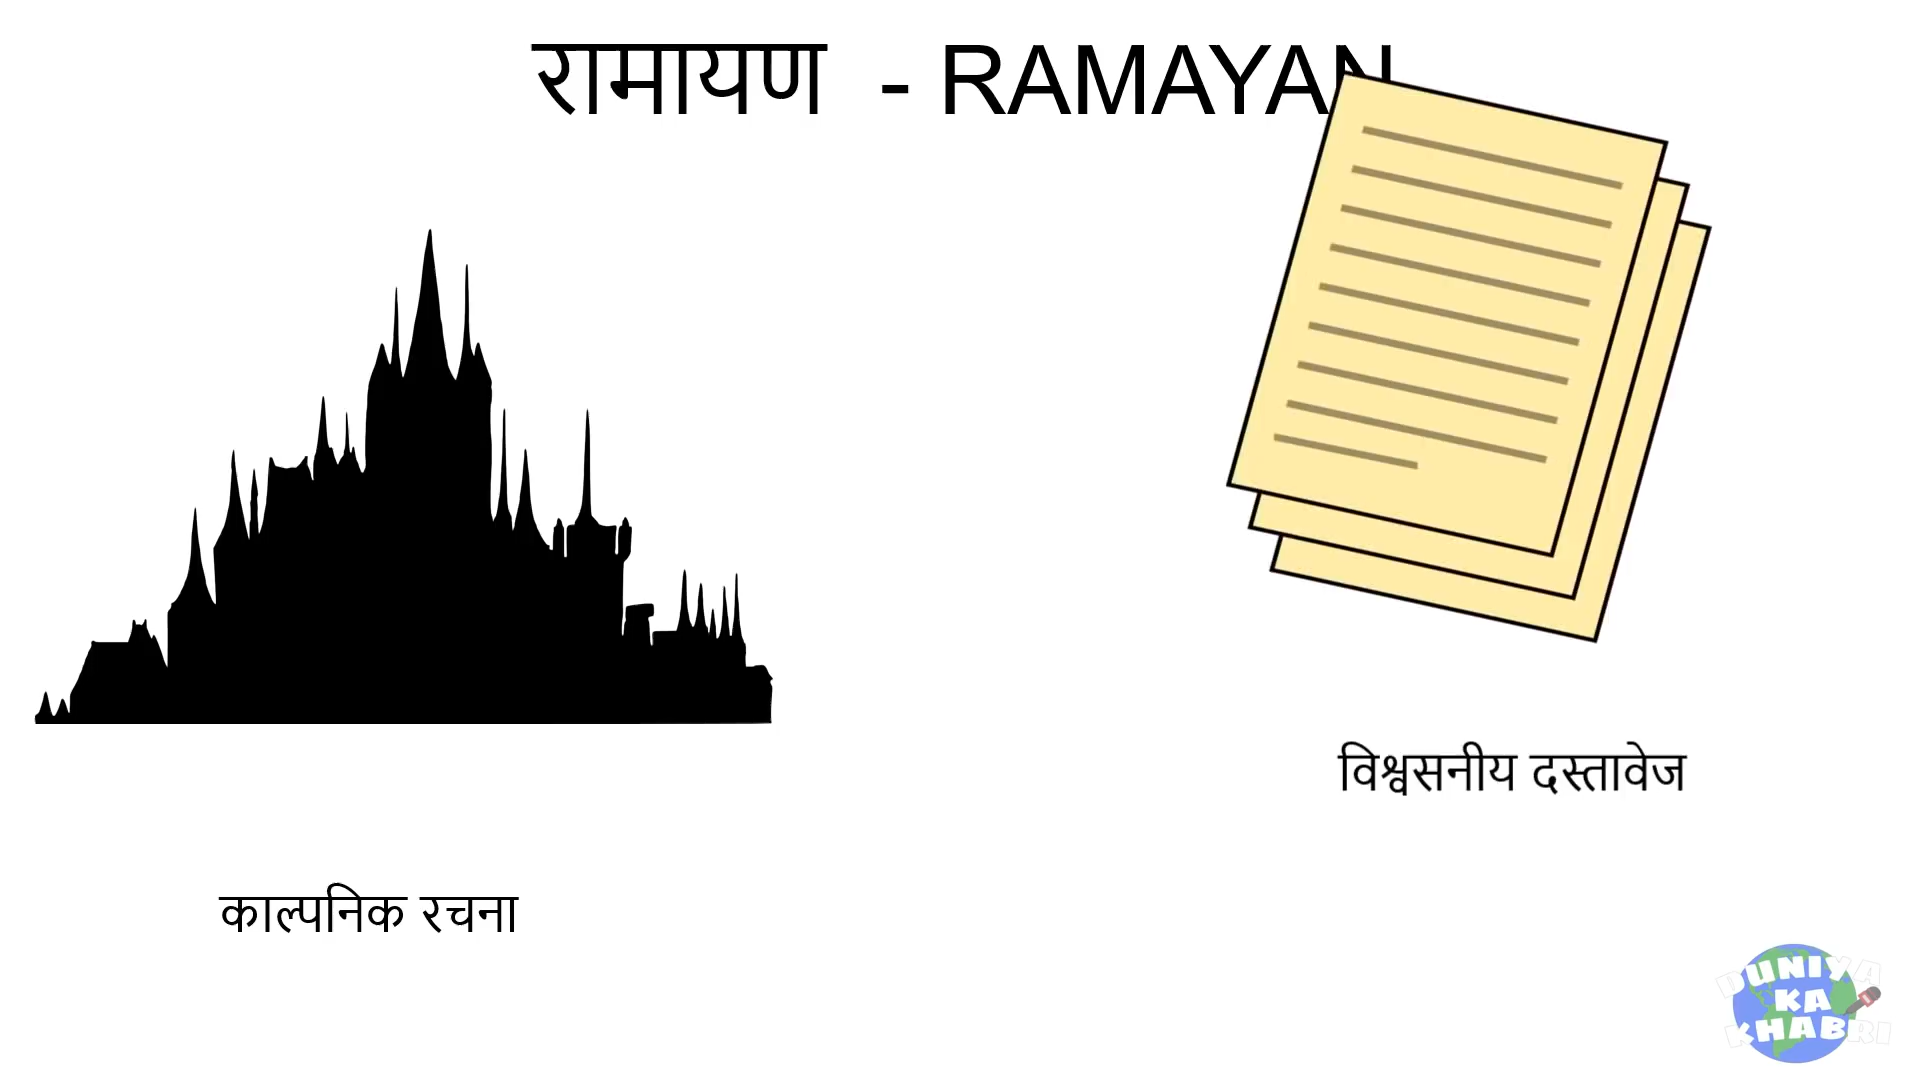 रामायण - RAMAYAN
विश्वसनीय दस्तावेज
काल्पनिक रचना
DUNIYA
KA
KHABRI